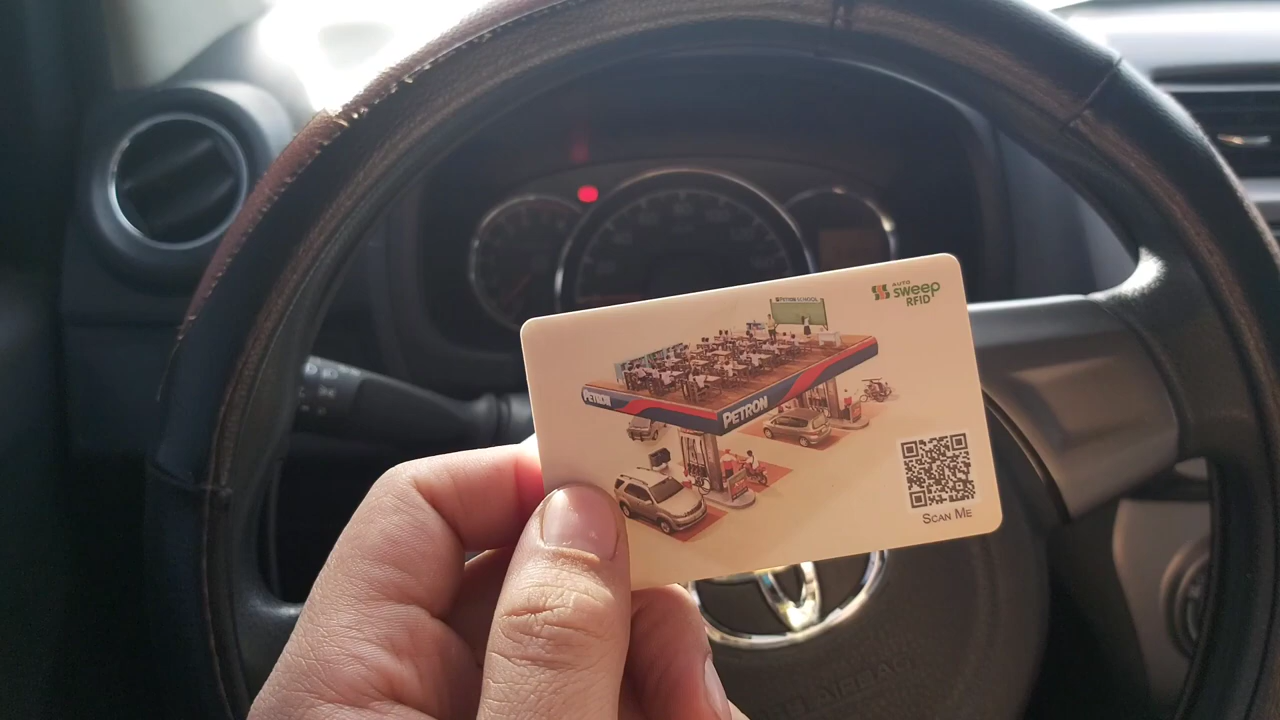 AUTO
sweep
RFID
PETRON SCHOOL
PETRON
PETRON
SCAN ME